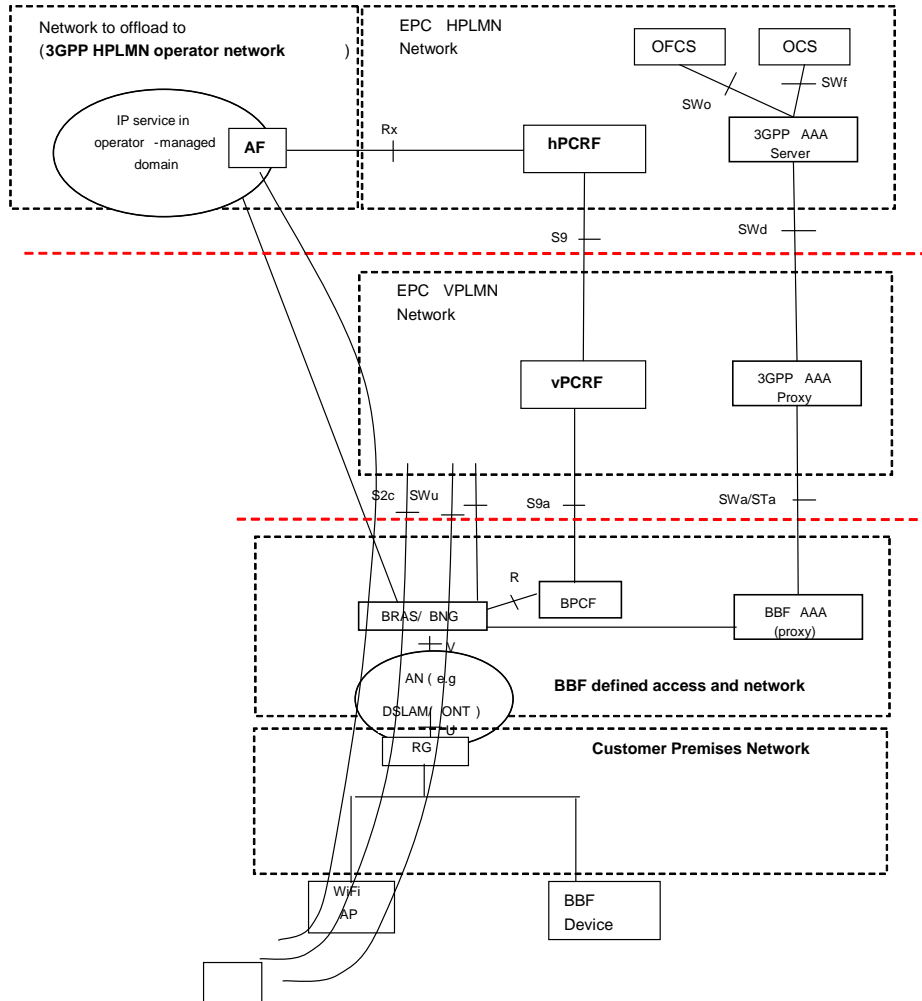 Network to offload to
(3GPP HPLMN operator network )
EPC HPLMN
Network
OFCS
OCS
SWo
SWf
IP service in
operator -managed
domain
AF
Rx
hPCRF
3GPP AAA
Server
S9
SWd
EPC VPLMN
Network
vPCRF
3GPP AAA
Proxy
S2c
SWu
S9a
SWa/STa
R
BPCF
BRAS/ BNG
BBF AAA
(proxy)
V
AN ( e.g
DSLAM/ ONT )
U
BBF defined access and network
RG
Customer Premises Network
WiFi
AP
BBF
Device